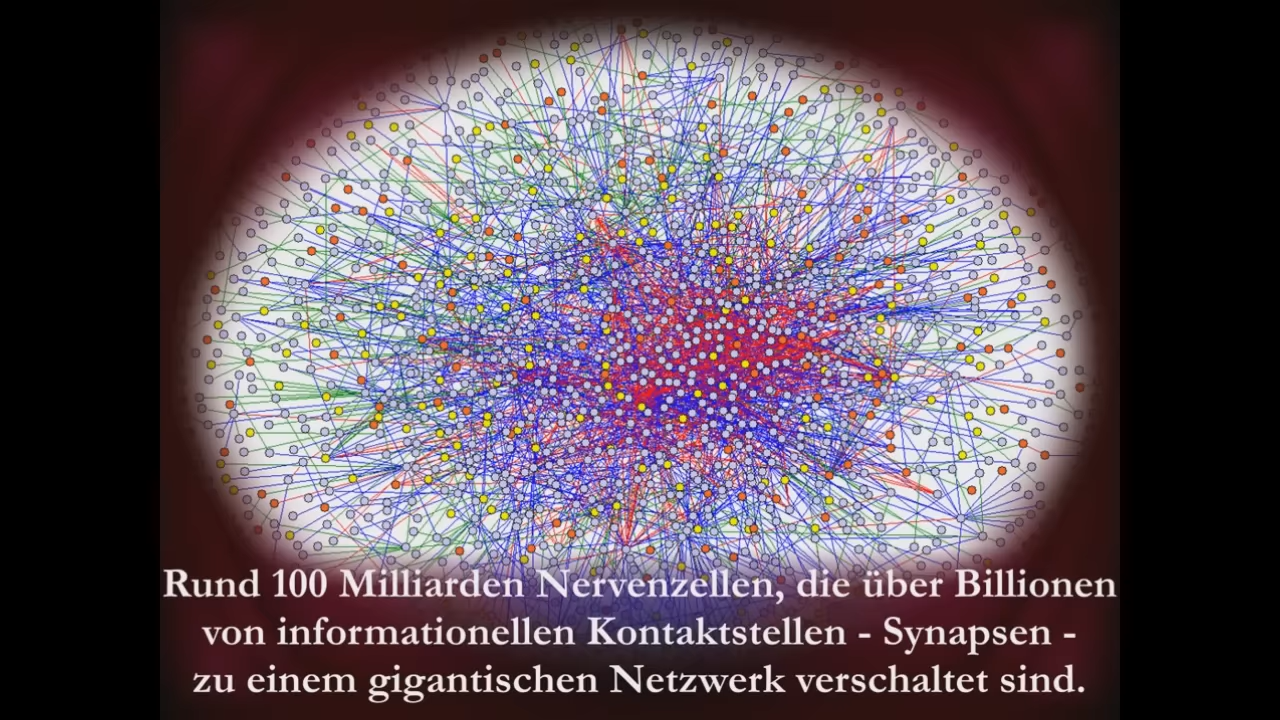 Rund 100 Milliarden Nervenzellen, die über Billionen
von informationellen Kontaktstellen - Synapsen -
zu einem gigantischen Netzwerk verschaltet sind.